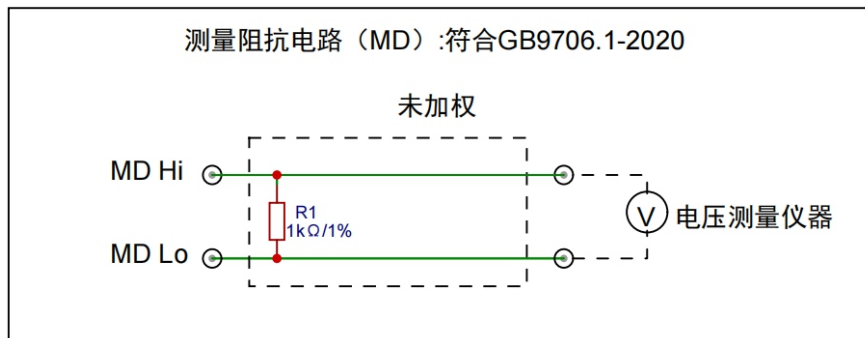 测量阻抗电路（MD）:符合GB9706.1-2020
未加权
MD Hi
R1
1kΩ/1%
V
电压测量仪器
MD Lo